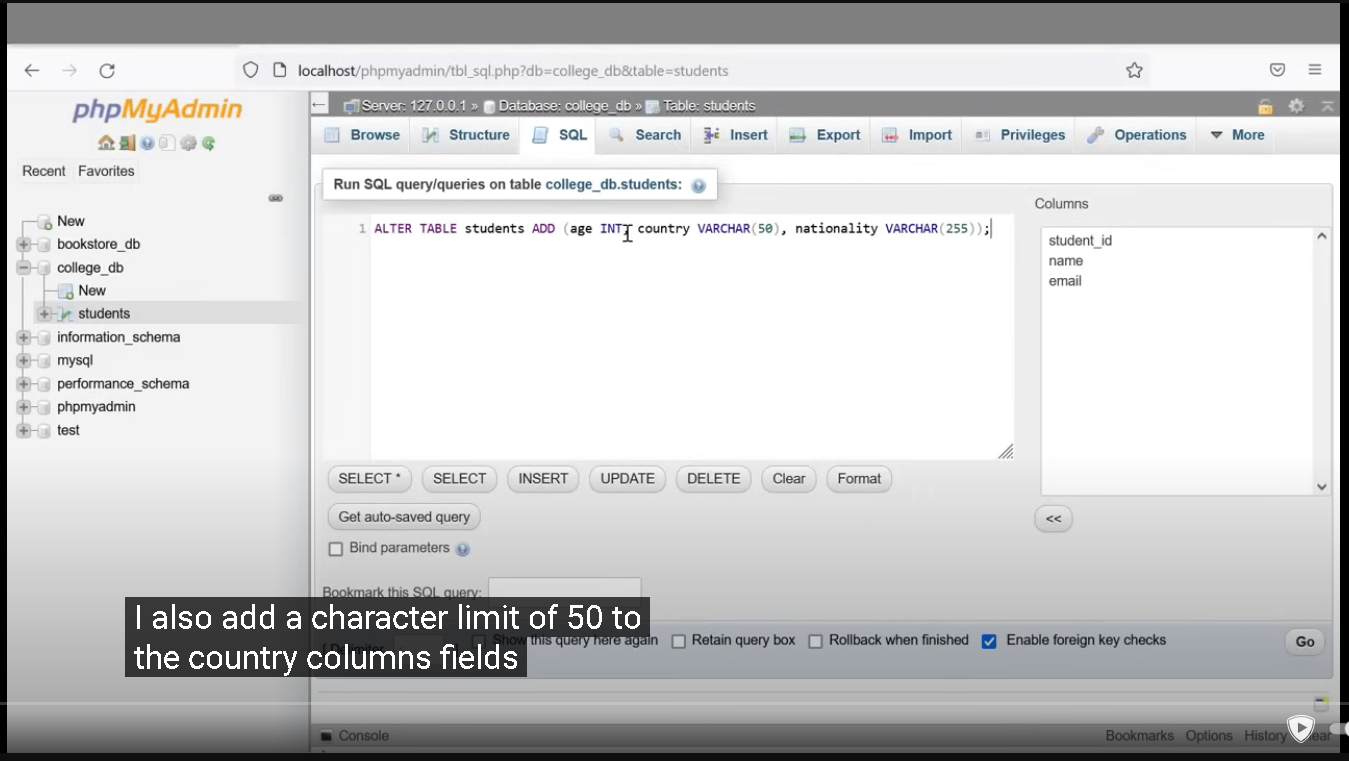 localhost/phpmyadmin/tbl_sql.php?db=college_db&table=students
phpMyAdmin
Recent Favorites
New
bookstore_db
college_db
New
students
information_schema
mysql
performance_schema
phpmyadmin
test
Server: 127.0.0.1 » Database: college_db » Table: students
Browse Structure SQL Search Insert Export Import Privileges Operations More
Run SQL query/queries on table college_db.students:
1 ALTER TABLE students ADD (age INT, country VARCHAR(50), nationality VARCHAR(255));
Columns
student_id
name
email
SELECT * SELECT INSERT UPDATE DELETE Clear Format
<<
Get auto-saved query
Bind parameters
Bookmark this SQL query:
Show this query here again Retain query box Rollback when finished Enable foreign key checks Go
I also add a character limit of 50 to
the country columns fields
Console Bookmarks Options History